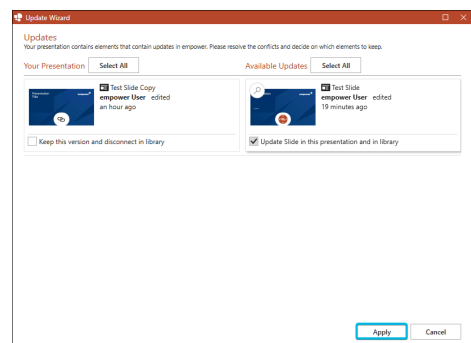 Update Wizard
Updates
Your presentation contains elements that contain updates in empower. Please resolve the conflicts and decide on which elements to keep.
Your Presentation Select All Available Updates Select All
Test Slide Copy
empower User edited
an hour ago
Keep this version and disconnect in library
Test Slide
empower User edited
19 minutes ago
Update Slide in this presentation and in library
Apply Cancel